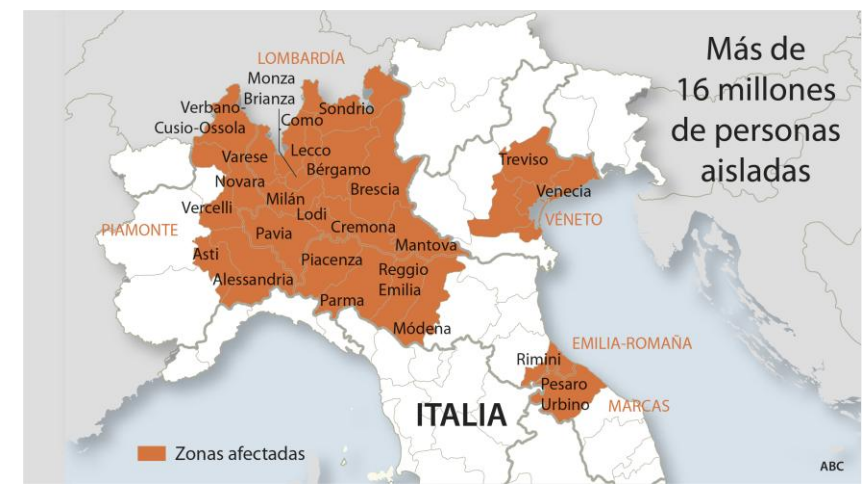 Más de
16 millones
de personas
aisladas
LOMBARDÍA
Monza
Brianza
Verbano-
Cusio-Ossola
Como
Sondrio
Varese
Lecco
Bérgamo
Novara
Milán
Brescia
Vercelli
Lodi
PIAMONTE
Pavia
Cremona
Mantova
Asti
Piacenza
Alessandria
Reggio
Emilia
Parma
Módena
Treviso
Venecia
VÉNETO
EMILIA-ROMAÑA
Rimini
Pesaro
Urbino
MARCAS
ITALIA
Zonas afectadas
ABC